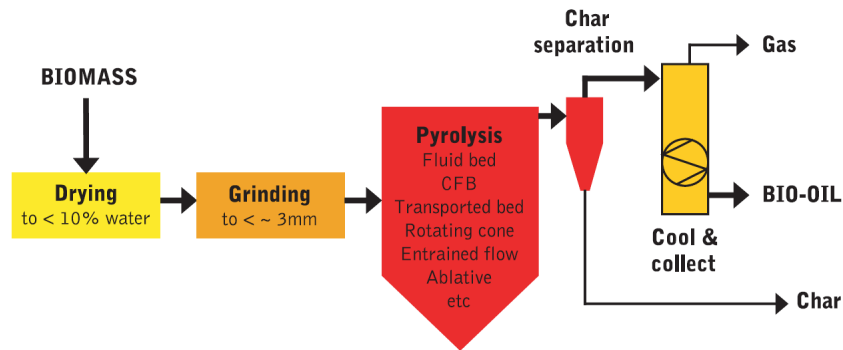 BIOMASS
Drying
to < 10% water
Grinding
to < ~ 3mm
Pyrolysis
Fluid bed
CFB
Transported bed
Rotating cone
Entrained flow
Ablative
etc
Char
separation
Gas
BIO-OIL
Cool &
collect
Char